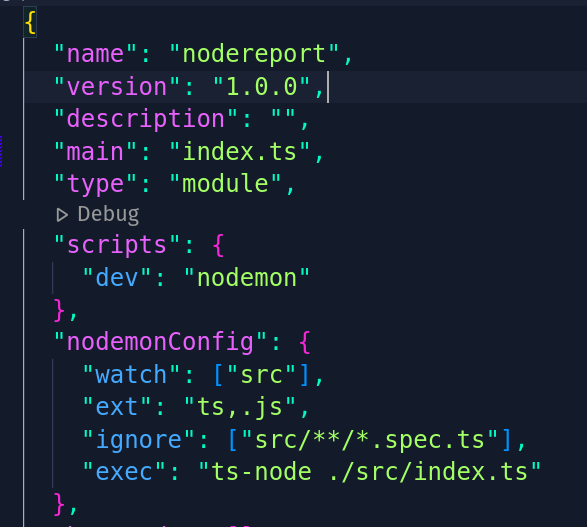 {
"name": "nodereport",
"version": "1.0.0",
"description": "",
"main": "index.ts",
"type": "module",
Debug
"scripts": {
"dev": "nodemon"
},
"nodemonConfig": {
"watch": ["src"],
"ext": "ts,.js",
"ignore": ["src/**/*.spec.ts"],
"exec": "ts-node ./src/index.ts"
},